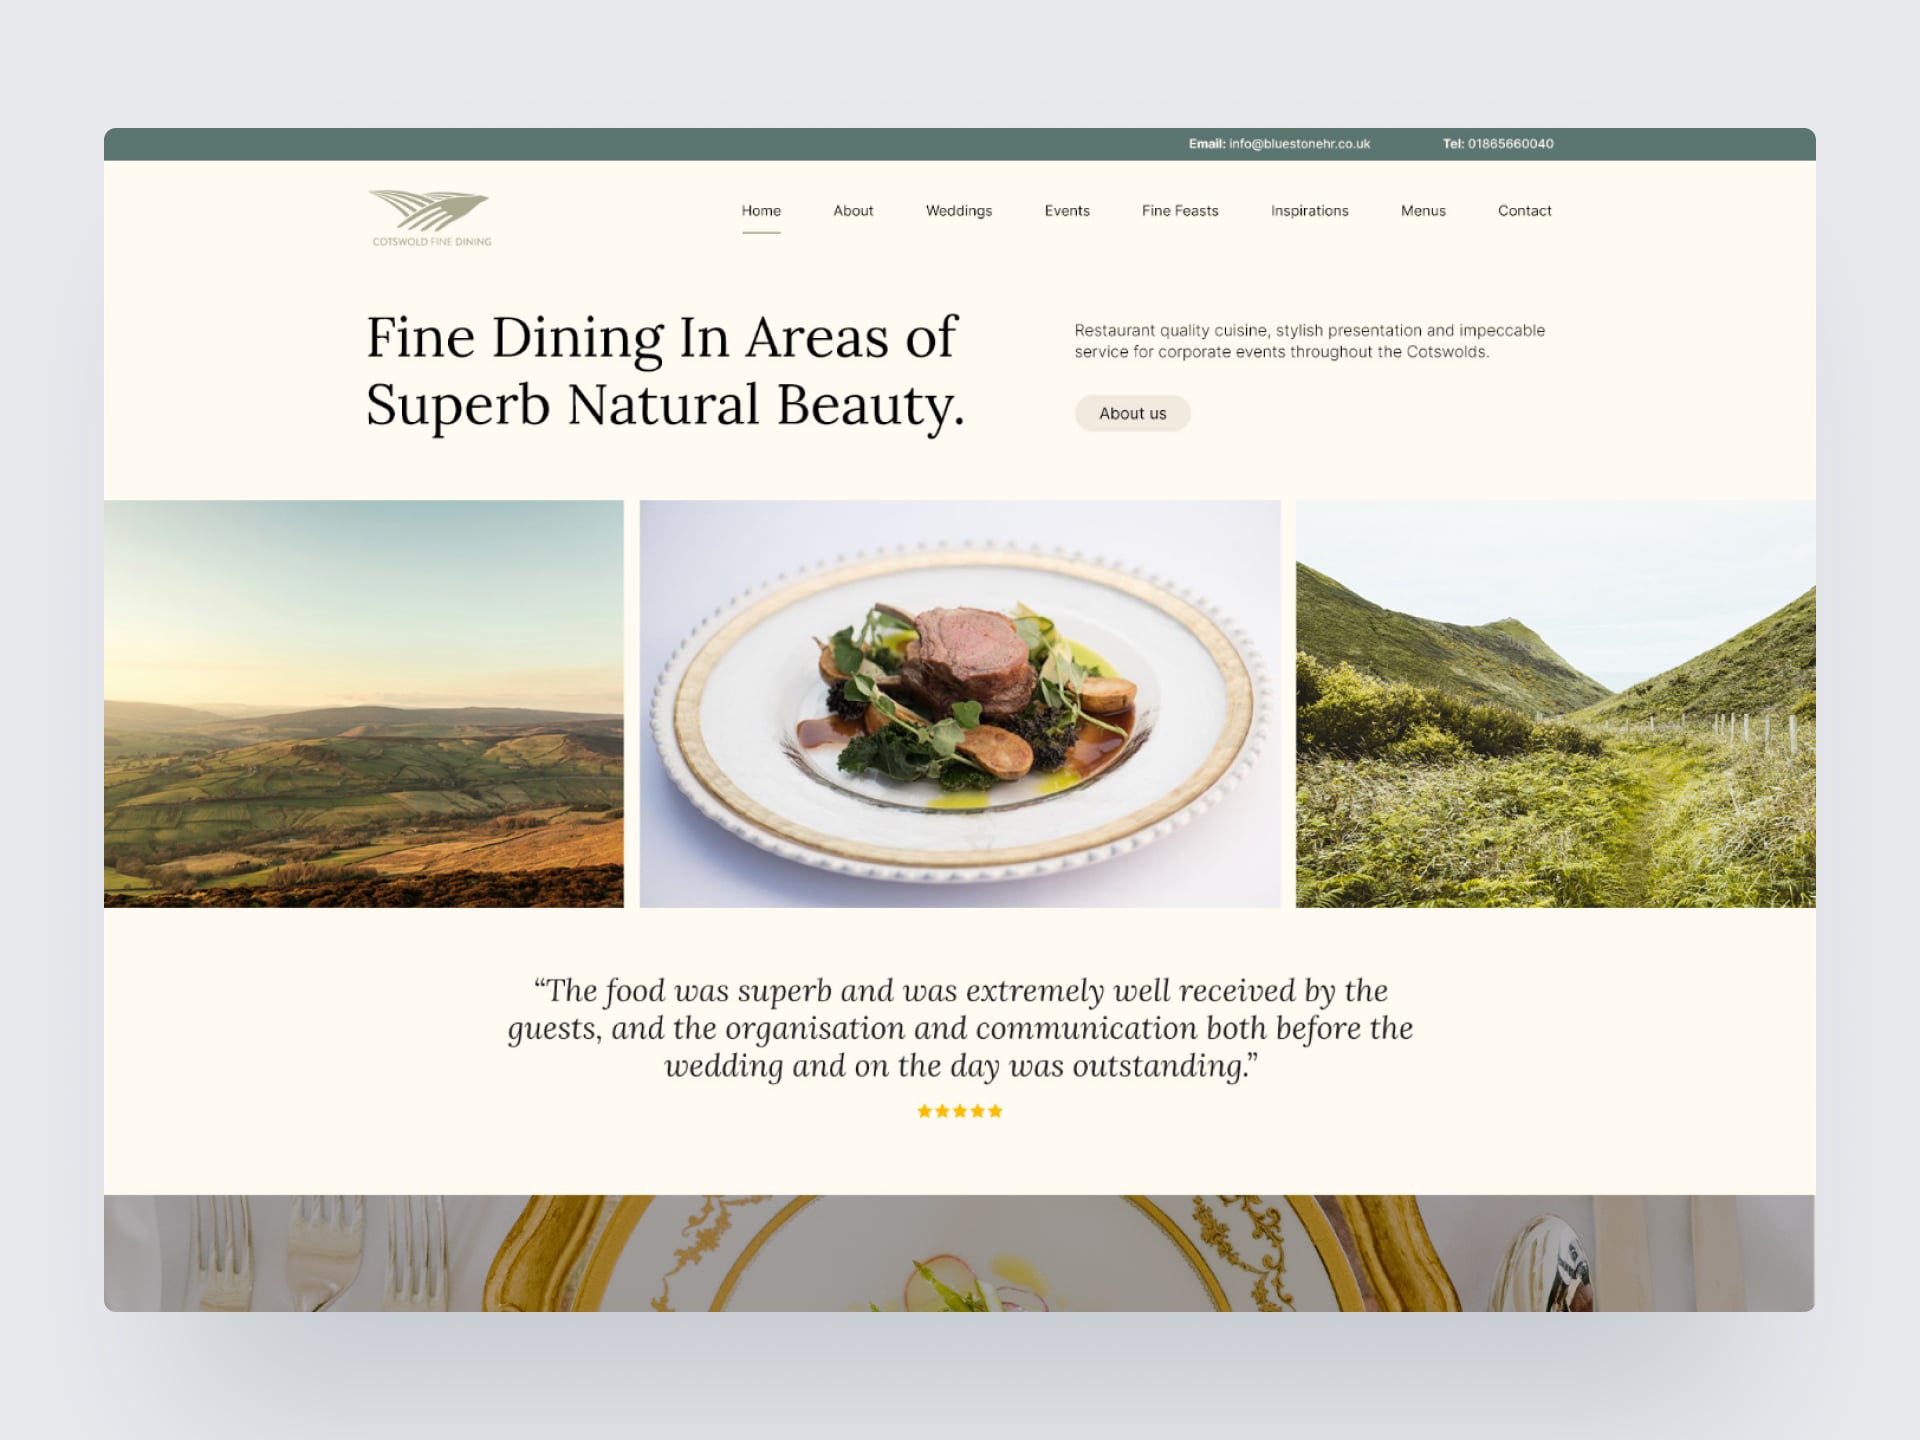 Email: info@bluestonehr.co.uk Tel: 01865660040
COTSWOLD FINE DINING
Home About Weddings Events Fine Feasts Inspirations Menus Contact
Fine Dining In Areas of
Superb Natural Beauty.
Restaurant quality cuisine, stylish presentation and impeccable
service for corporate events throughout the Cotswolds.
About us
“The food was superb and was extremely well received by the
guests, and the organisation and communication both before the
wedding and on the day was outstanding.”